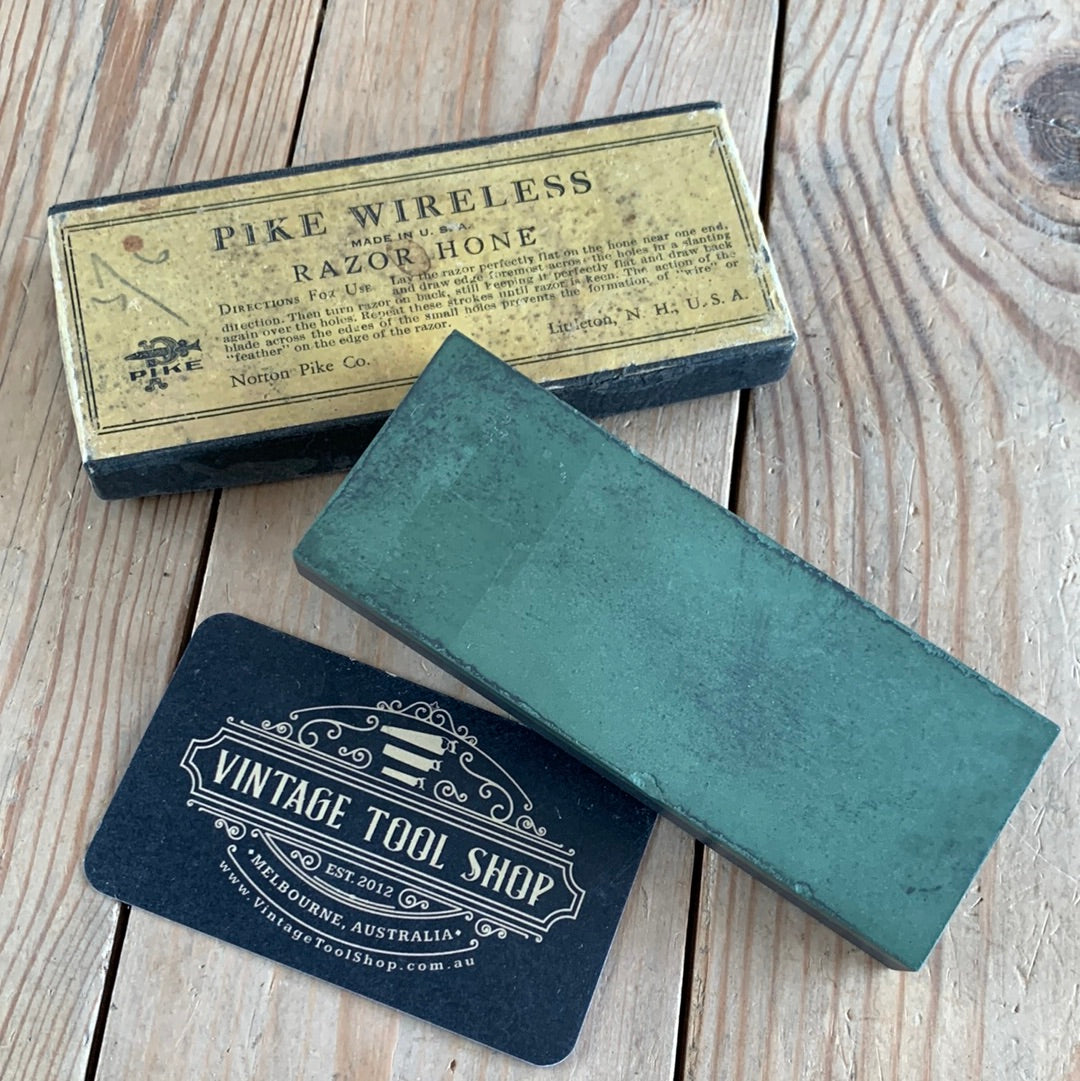 PIKE WIRELESS
MADE IN U. S. A.
RAZOR HONE
DIRECTIONS FOR USE. Lay the razor perfectly flat on the hone near one end,
and draw edge foremost across the holes in a slanting
direction. Then turn razor on back, still keeping it perfectly flat and draw back
again over the holes. Repeat these strokes until razor is keen. The action of the
blade across the edges of the small holes prevents the formation, of "wire" or
"feather" on the edge of the razor.
Norton Pike Co. Littleton, N. H., U. S. A.
PIKE
7/6
VINTAGE TOOL SHOP
EST. 2012
• MELBOURNE, AUSTRALIA •
www.VintageToolShop.com.au